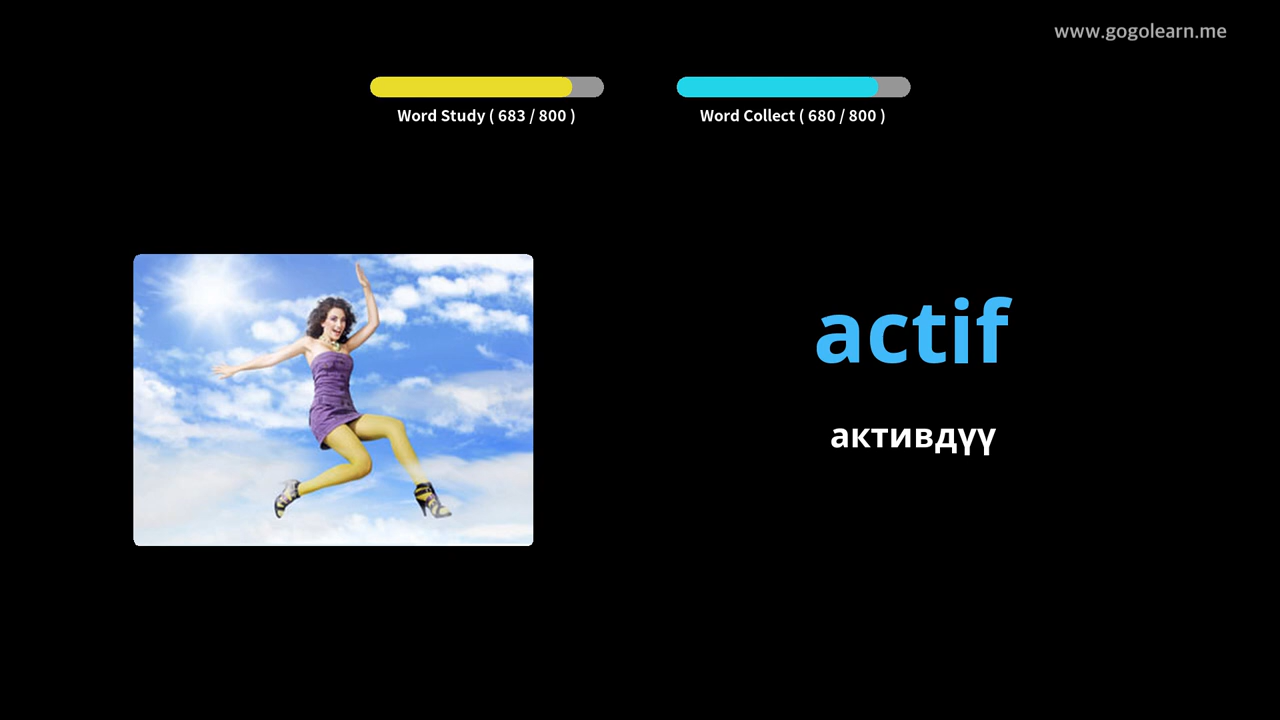 www.gogolearn.me
Word Study ( 683 / 800 )
Word Collect ( 680 / 800 )
actif
активдүү